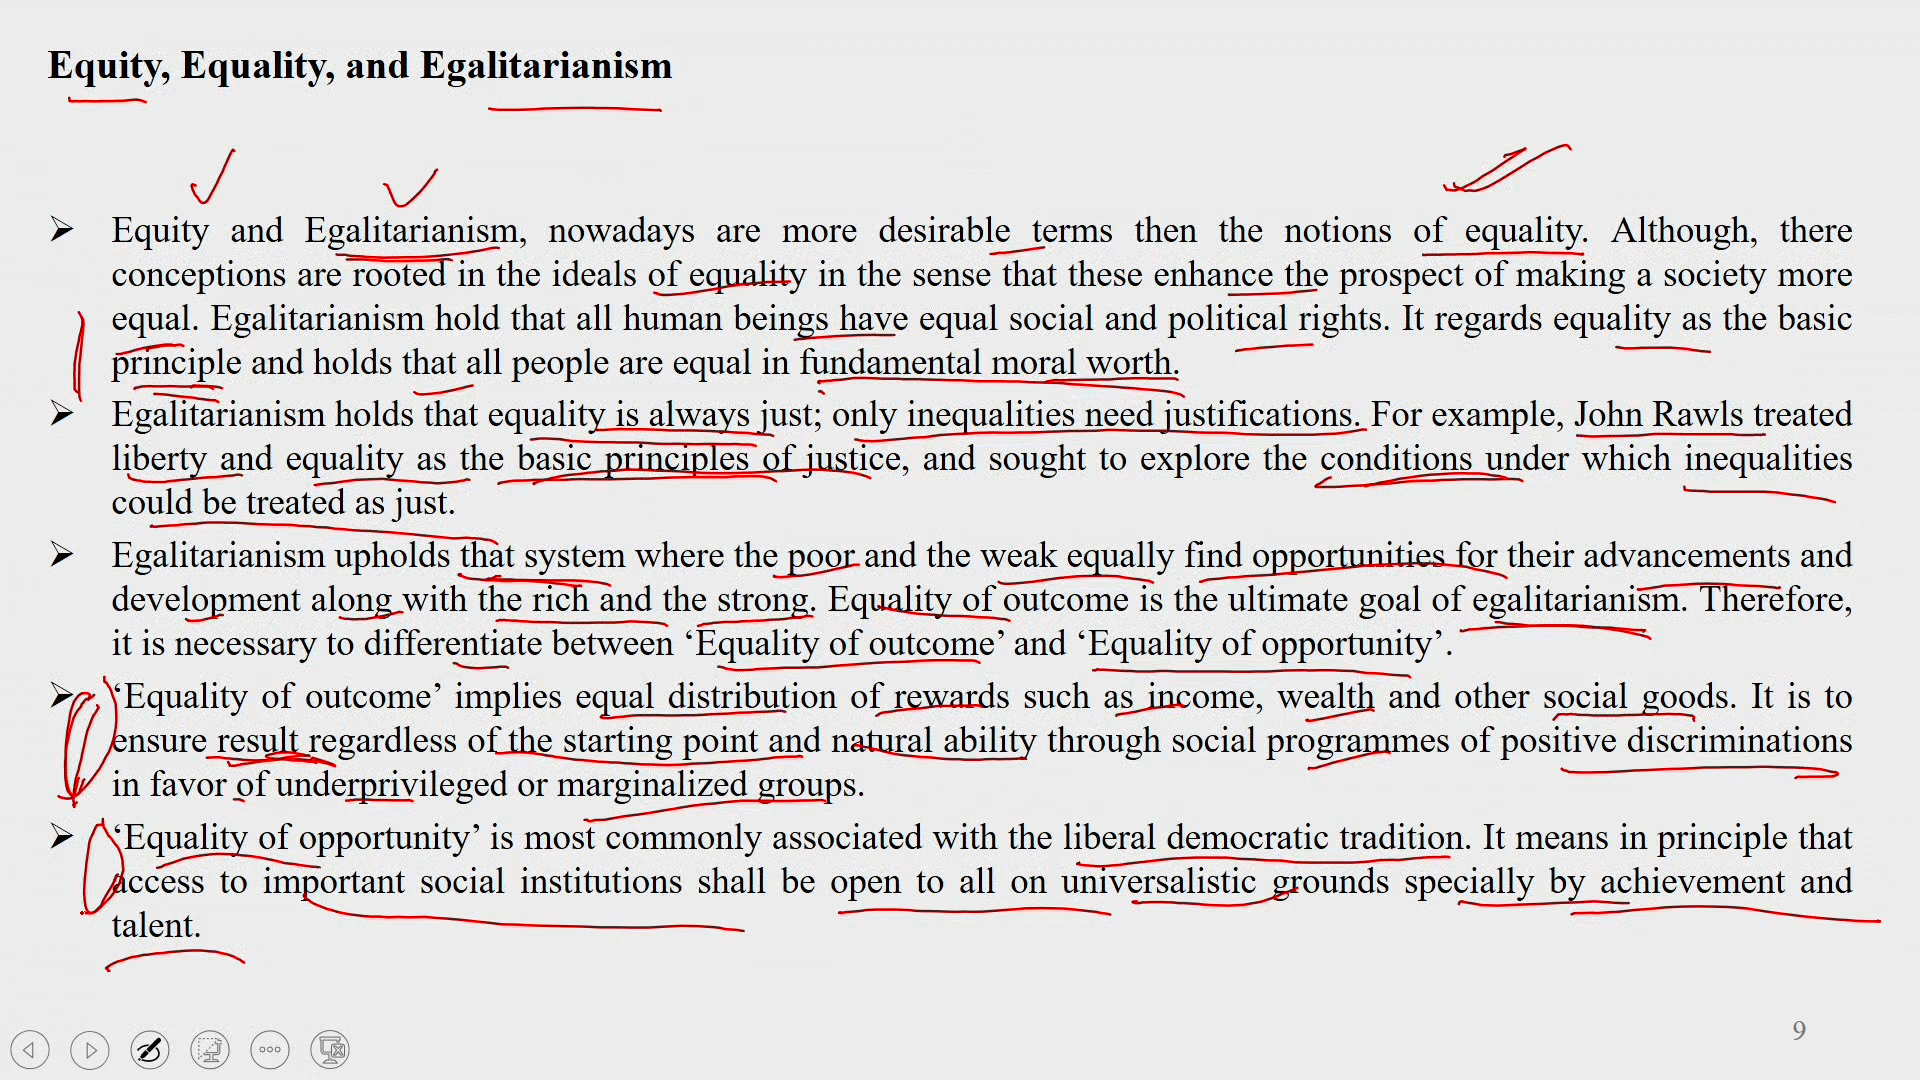 Equity, Equality, and Egalitarianism
➢ Equity and Egalitarianism, nowadays are more desirable terms then the notions of equality. Although, there
conceptions are rooted in the ideals of equality in the sense that these enhance the prospect of making a society more
equal. Egalitarianism hold that all human beings have equal social and political rights. It regards equality as the basic
principle and holds that all people are equal in fundamental moral worth.
➢ Egalitarianism holds that equality is always just; only inequalities need justifications. For example, John Rawls treated
liberty and equality as the basic principles of justice, and sought to explore the conditions under which inequalities
could be treated as just.
➢ Egalitarianism upholds that system where the poor and the weak equally find opportunities for their advancements and
development along with the rich and the strong. Equality of outcome is the ultimate goal of egalitarianism. Therefore,
it is necessary to differentiate between ‘Equality of outcome’ and ‘Equality of opportunity’.
➢ ‘Equality of outcome’ implies equal distribution of rewards such as income, wealth and other social goods. It is to
ensure result regardless of the starting point and natural ability through social programmes of positive discriminations
in favor of underprivileged or marginalized groups.
➢ ‘Equality of opportunity’ is most commonly associated with the liberal democratic tradition. It means in principle that
access to important social institutions shall be open to all on universalistic grounds specially by achievement and
talent.
9